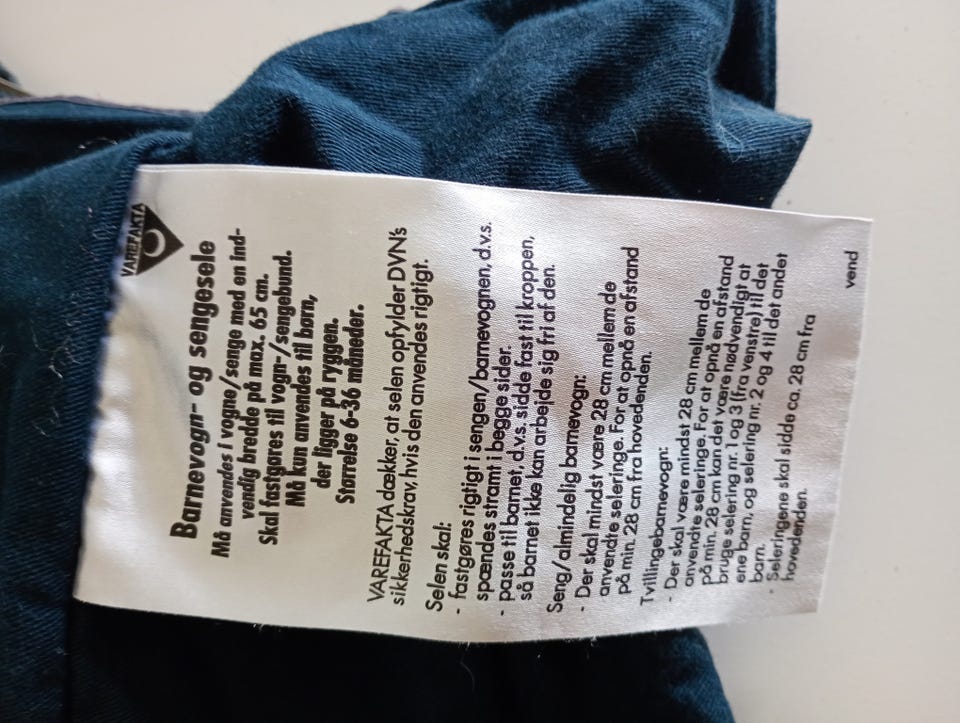 VAREFAKTA
Barnevogn- og sengesele
Må anvendes i vogne/senge med en ind-
vendig bredde på max. 65 cm.
Skal fastgøres til vogn-/sengebund.
Må kun anvendes til børn,
der ligger på ryggen.
Størrelse 6-36 måneder.
VAREFAKTA dækker, at selen opfylder DVN's
sikkerhedskrav, hvis den anvendes rigtigt.
Selen skal:
- fastgøres rigtigt i sengen/barnevognen, d.v.s.
spændes stramt i begge sider.
- passe til barnet, d.v.s. sidde fast til kroppen,
så barnet ikke kan arbejde sig fri af den.
Seng/almindelig barnevogn:
- Der skal mindst være 28 cm mellem de
anvendte seleringe. For at opnå en afstand
på min. 28 cm fra hovedenden.
Tvillingebarnevogn:
- Der skal være mindst 28 cm mellem de
anvendte seleringe. For at opnå en afstand
på min. 28 cm kan det være nødvendigt at
bruge selering nr. 1 og 3 (fra venstre) til det
ene barn, og selering nr. 2 og 4 til det andet
barn.
- Seleringene skal sidde ca. 28 cm fra
hovedenden.
vend